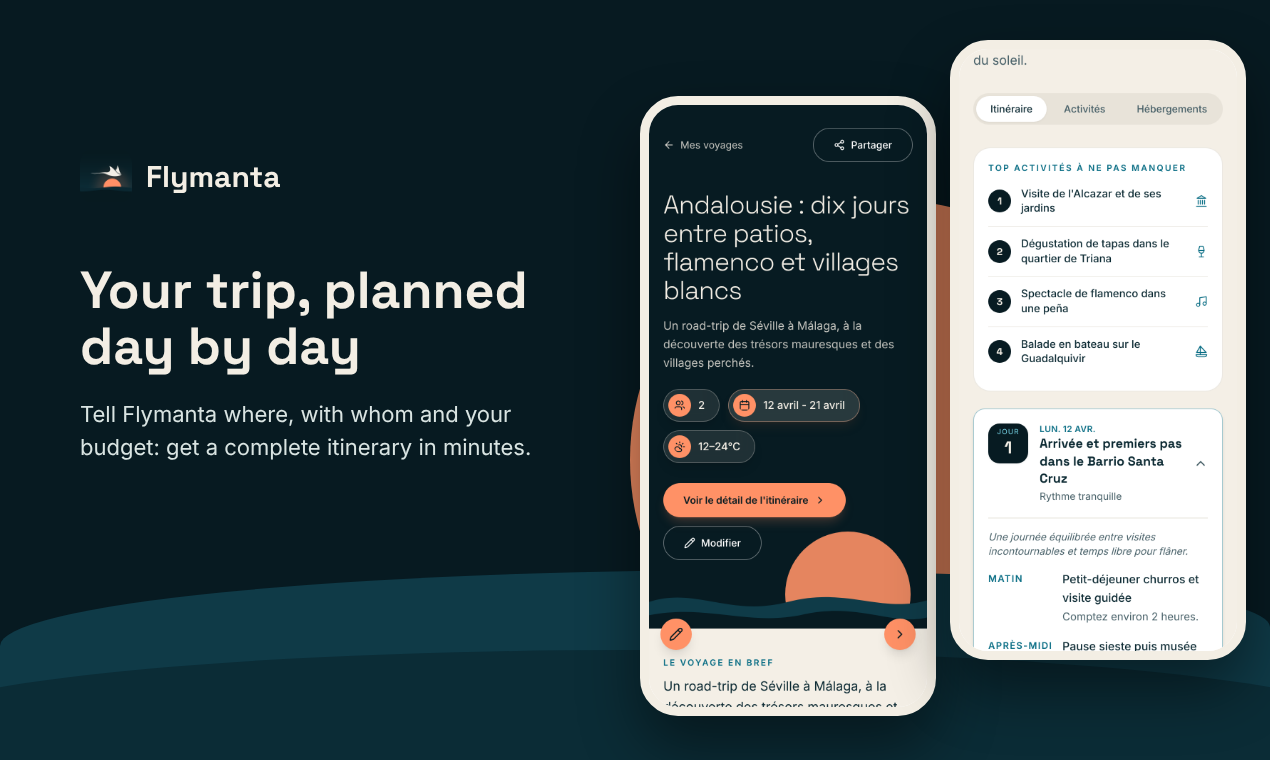 Flymanta
Your trip, planned
day by day
Tell Flymanta where, with whom and your
budget: get a complete itinerary in minutes.
Mes voyages
Partager
Andalousie : dix jours
entre patios,
flamenco et villages
blancs
Un road-trip de Séville à Málaga, à la
découverte des trésors mauresques et des
villages perchés.
2
12 avril - 21 avril
12–24°C
Voir le détail de l'itinéraire
Modifier
LE VOYAGE EN BREF
Un road-trip de Séville à Málaga, à la
découverte des trésors mauresques et
du soleil.
Itinéraire
Activités
Hébergements
TOP ACTIVITÉS À NE PAS MANQUER
1
Visite de l'Alcazar et de ses
jardins
2
Dégustation de tapas dans le
quartier de Triana
3
Spectacle de flamenco dans
une peña
4
Balade en bateau sur le
Guadalquivir
JOUR
1
LUN. 12 AVR.
Arrivée et premiers pas
dans le Barrio Santa
Cruz
Rythme tranquille
Une journée équilibrée entre visites
incontournables et temps libre pour flâner.
MATIN
Petit-déjeuner churros et
visite guidée
Comptez environ 2 heures.
APRÈS-MIDI
Pause sieste puis musée